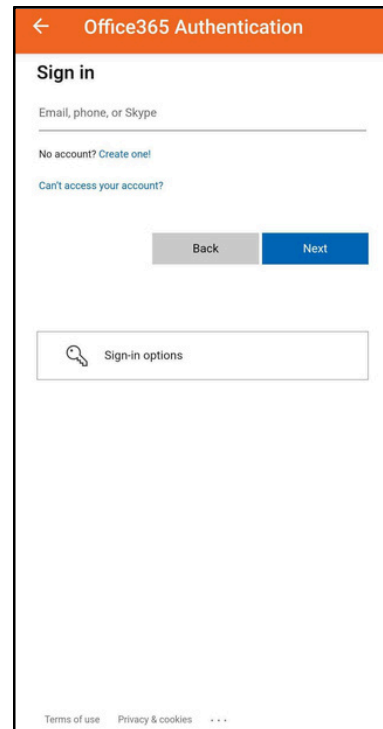 Office365 Authentication
Sign in
Email, phone, or Skype
No account? Create one!
Can't access your account?
Back Next
Sign-in options
Terms of use Privacy & cookies ...